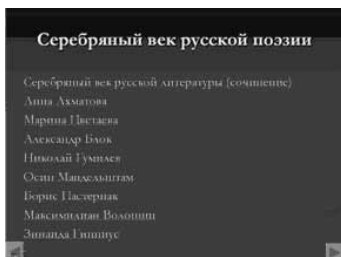 Серебряный век русской поэзии
Серебряный век русской литературы (сочинение)
Анна Ахматова
Марина Цветаева
Александр Блок
Николай Гумилев
Осип Мандельштам
Борис Пастернак
Максимилиан Волошин
Зинаида Гиппиус